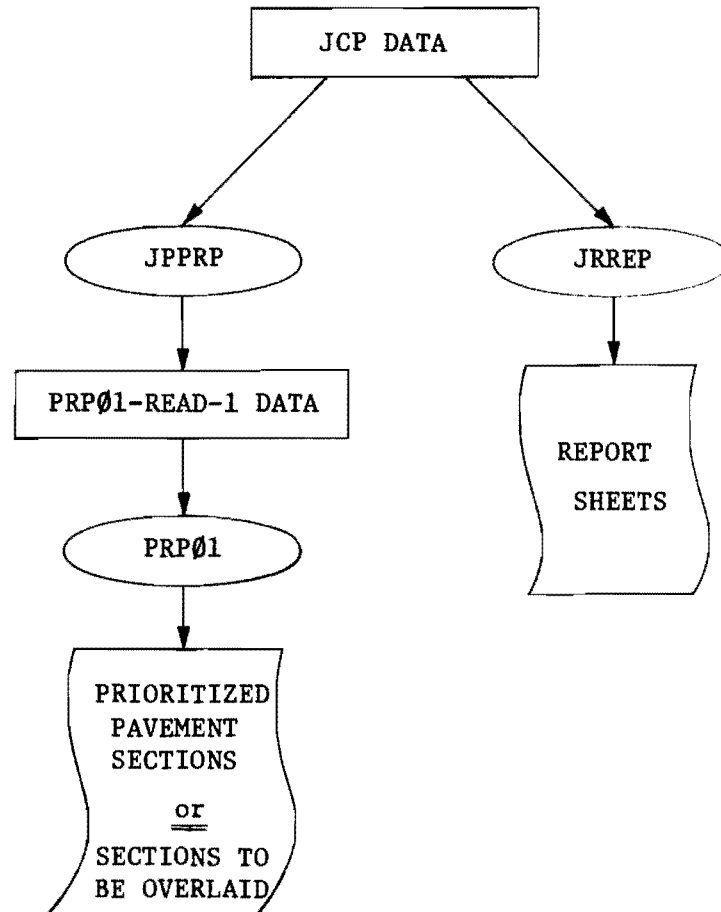 JCP DATA
JPPRP
JRREP
PRPØ1-READ-1 DATA
REPORT
SHEETS
PRPØ1
PRIORITIZED
PAVEMENT
SECTIONS
or
SECTIONS TO
BE OVERLAID